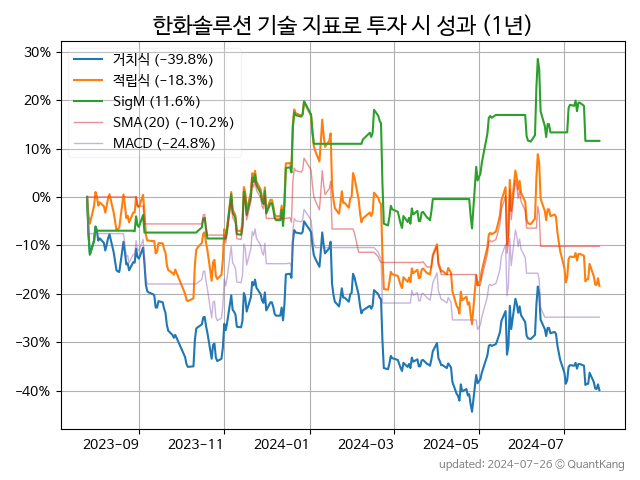 한화솔루션 기술 지표로 투자 시 성과 (1년)
30%
20%
10%
0%
−10%
−20%
−30%
−40%
거치식 (−39.8%)
적립식 (−18.3%)
SigM (11.6%)
SMA(20) (−10.2%)
MACD (−24.8%)
2023-09
2023-11
2024-01
2024-03
2024-05
2024-07
updated: 2024-07-26 © QuantKang